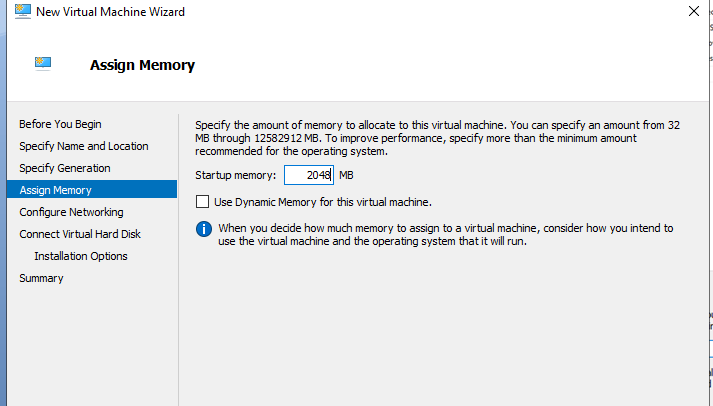 New Virtual Machine Wizard
Assign Memory
Before You Begin
Specify Name and Location
Specify Generation
Assign Memory
Configure Networking
Connect Virtual Hard Disk
Installation Options
Summary
Specify the amount of memory to allocate to this virtual machine. You can specify an amount from 32
MB through 12582912 MB. To improve performance, specify more than the minimum amount
recommended for the operating system.
Startup memory: 2048 MB
Use Dynamic Memory for this virtual machine.
When you decide how much memory to assign to a virtual machine, consider how you intend to
use the virtual machine and the operating system that it will run.